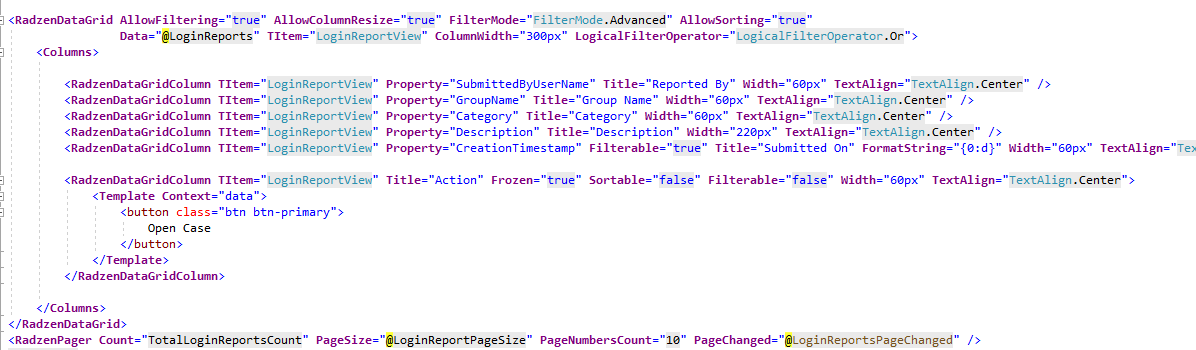 <RadzenDataGrid AllowFiltering="true" AllowColumnResize="true" FilterMode="FilterMode.Advanced" AllowSorting="true"
Data="@LoginReports" TItem="LoginReportView" ColumnWidth="300px" LogicalFilterOperator="LogicalFilterOperator.Or">
<Columns>
<RadzenDataGridColumn TItem="LoginReportView" Property="SubmittedByUserName" Title="Reported By" Width="60px" TextAlign="TextAlign.Center" />
<RadzenDataGridColumn TItem="LoginReportView" Property="GroupName" Title="Group Name" Width="60px" TextAlign="TextAlign.Center" />
<RadzenDataGridColumn TItem="LoginReportView" Property="Category" Title="Category" Width="60px" TextAlign="TextAlign.Center" />
<RadzenDataGridColumn TItem="LoginReportView" Property="Description" Title="Description" Width="220px" TextAlign="TextAlign.Center" />
<RadzenDataGridColumn TItem="LoginReportView" Property="CreationTimestamp" Filterable="true" Title="Submitted On" FormatString="{0:d}" Width="60px" TextAlign="Tex
<RadzenDataGridColumn TItem="LoginReportView" Title="Action" Frozen="true" Sortable="false" Filterable="false" Width="60px" TextAlign="TextAlign.Center">
<Template Context="data">
<button class="btn btn-primary">
Open Case
</button>
</Template>
</RadzenDataGridColumn>
</Columns>
</RadzenDataGrid>
<RadzenPager Count="TotalLoginReportsCount" PageSize="@LoginReportPageSize" PageNumbersCount="10" PageChanged="@LoginReportsPageChanged" />